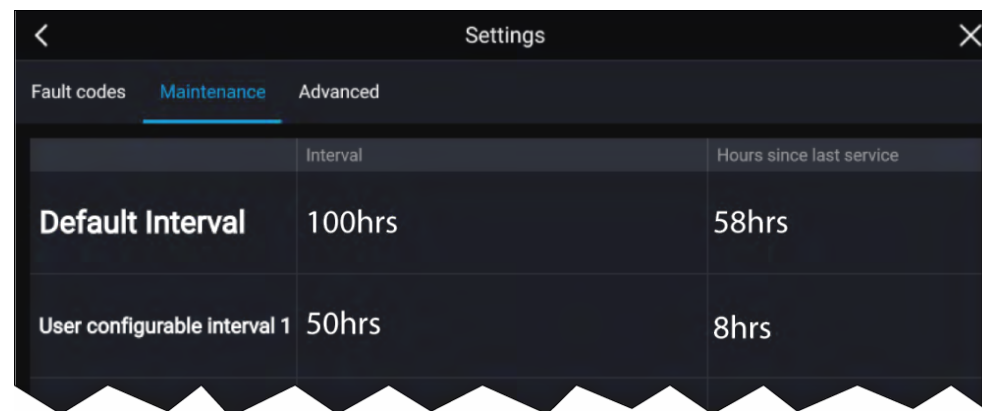 Settings
Fault codes Maintenance Advanced
Interval Hours since last service
Default Interval 100hrs 58hrs
User configurable interval 1 50hrs 8hrs